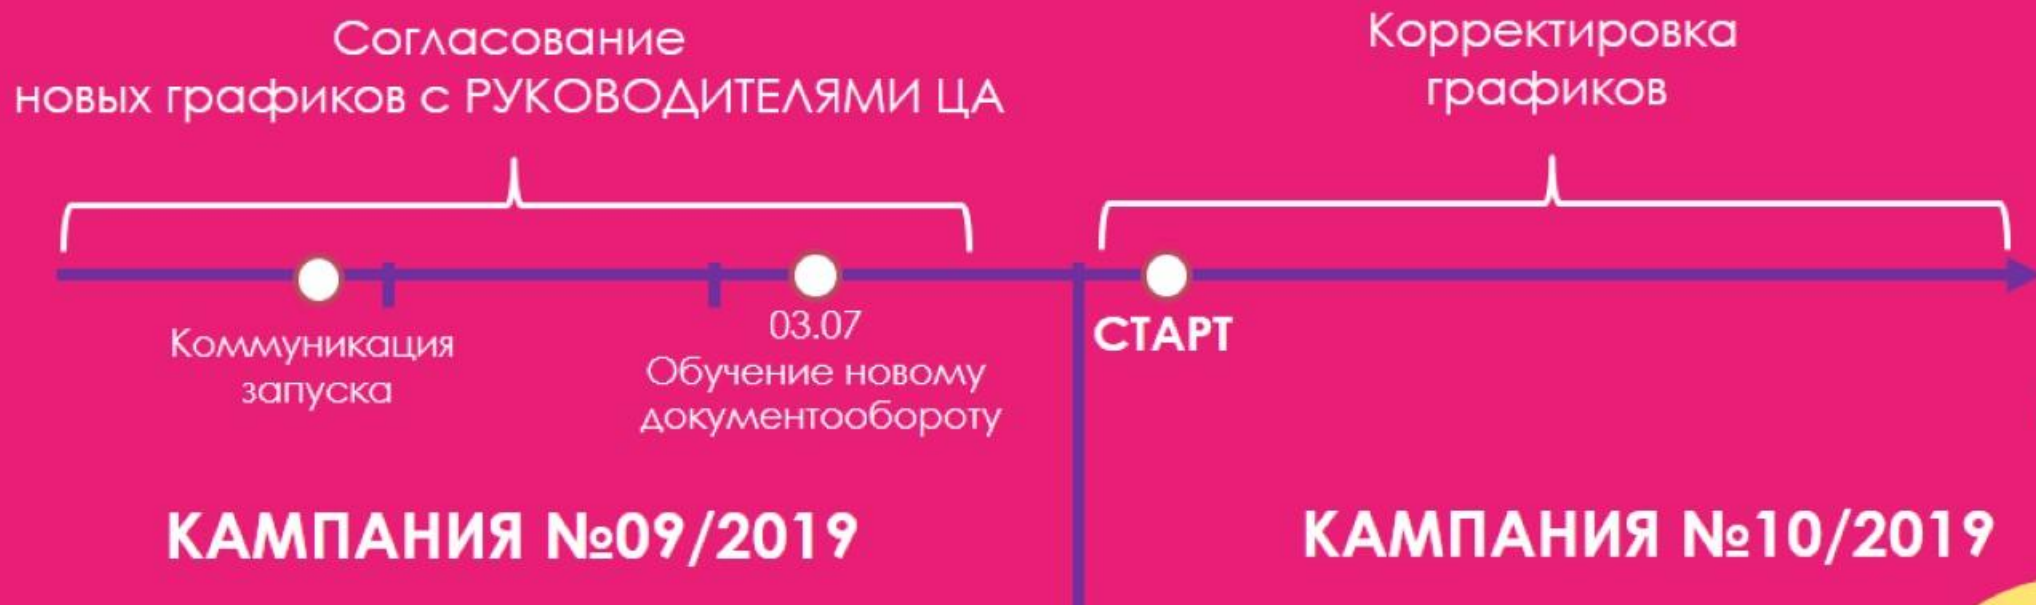 Согласование
новых графиков с РУКОВОДИТЕЛЯМИ ЦА
Корректировка
графиков
Коммуникация
запуска
03.07
Обучение новому
документообороту
СТАРТ
КАМПАНИЯ №09/2019
КАМПАНИЯ №10/2019